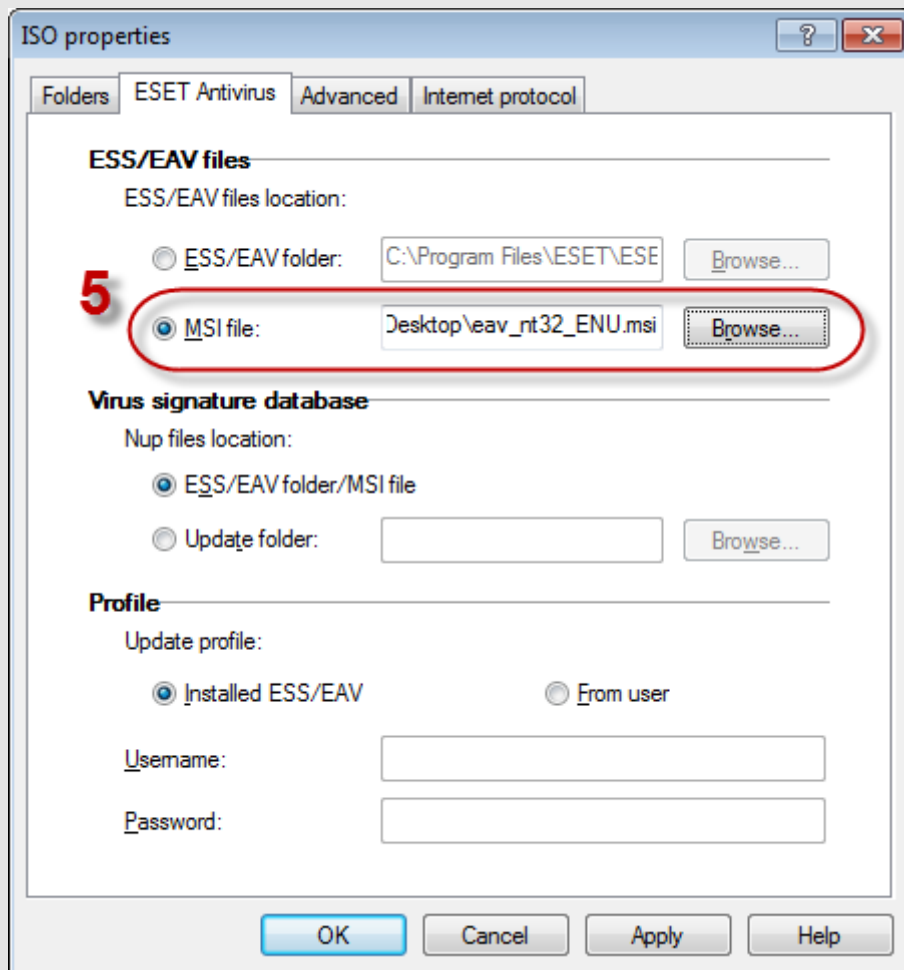 ISO properties
Folders ESET Antivirus Advanced Internet protocol
ESS/EAV files
ESS/EAV files location:
ESS/EAV folder: C:\Program Files\ESET\ESE Browse...
5
MSI file: Desktop\eav_nt32_ENU.msi Browse...
Virus signature database
Nup files location:
ESS/EAV folder/MSI file
Update folder: Browse...
Profile
Update profile:
Installed ESS/EAV From user
Username:
Password:
OK Cancel Apply Help